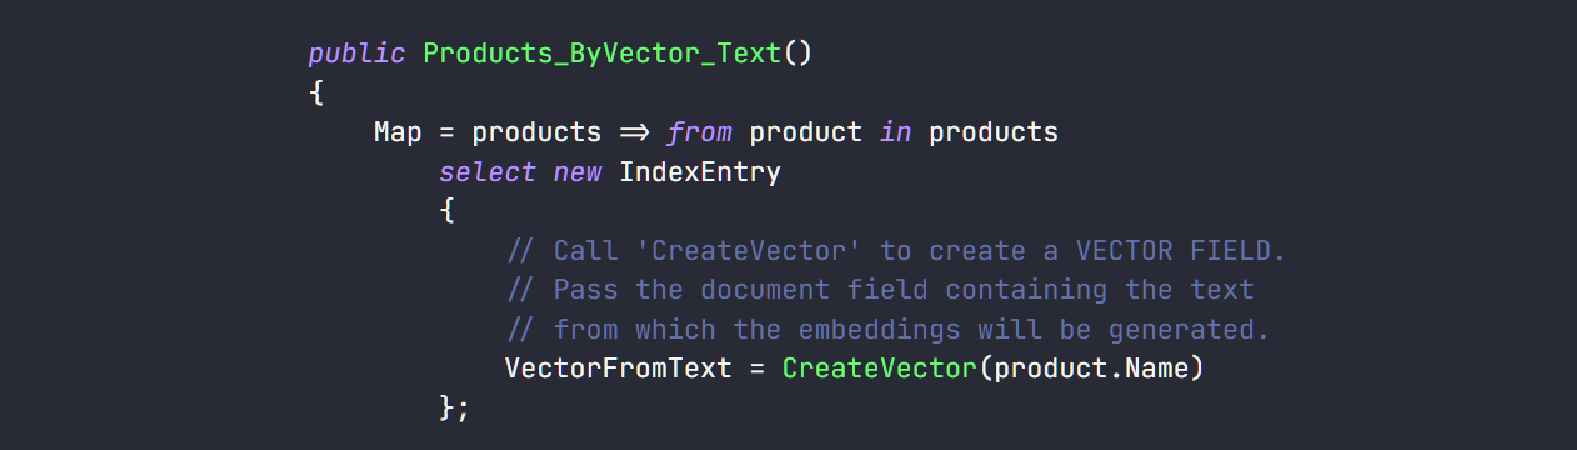 public Products_ByVector_Text()
{
    Map = products => from product in products
        select new IndexEntry
        {
            // Call 'CreateVector' to create a VECTOR FIELD.
            // Pass the document field containing the text
            // from which the embeddings will be generated.
            VectorFromText = CreateVector(product.Name)
        };